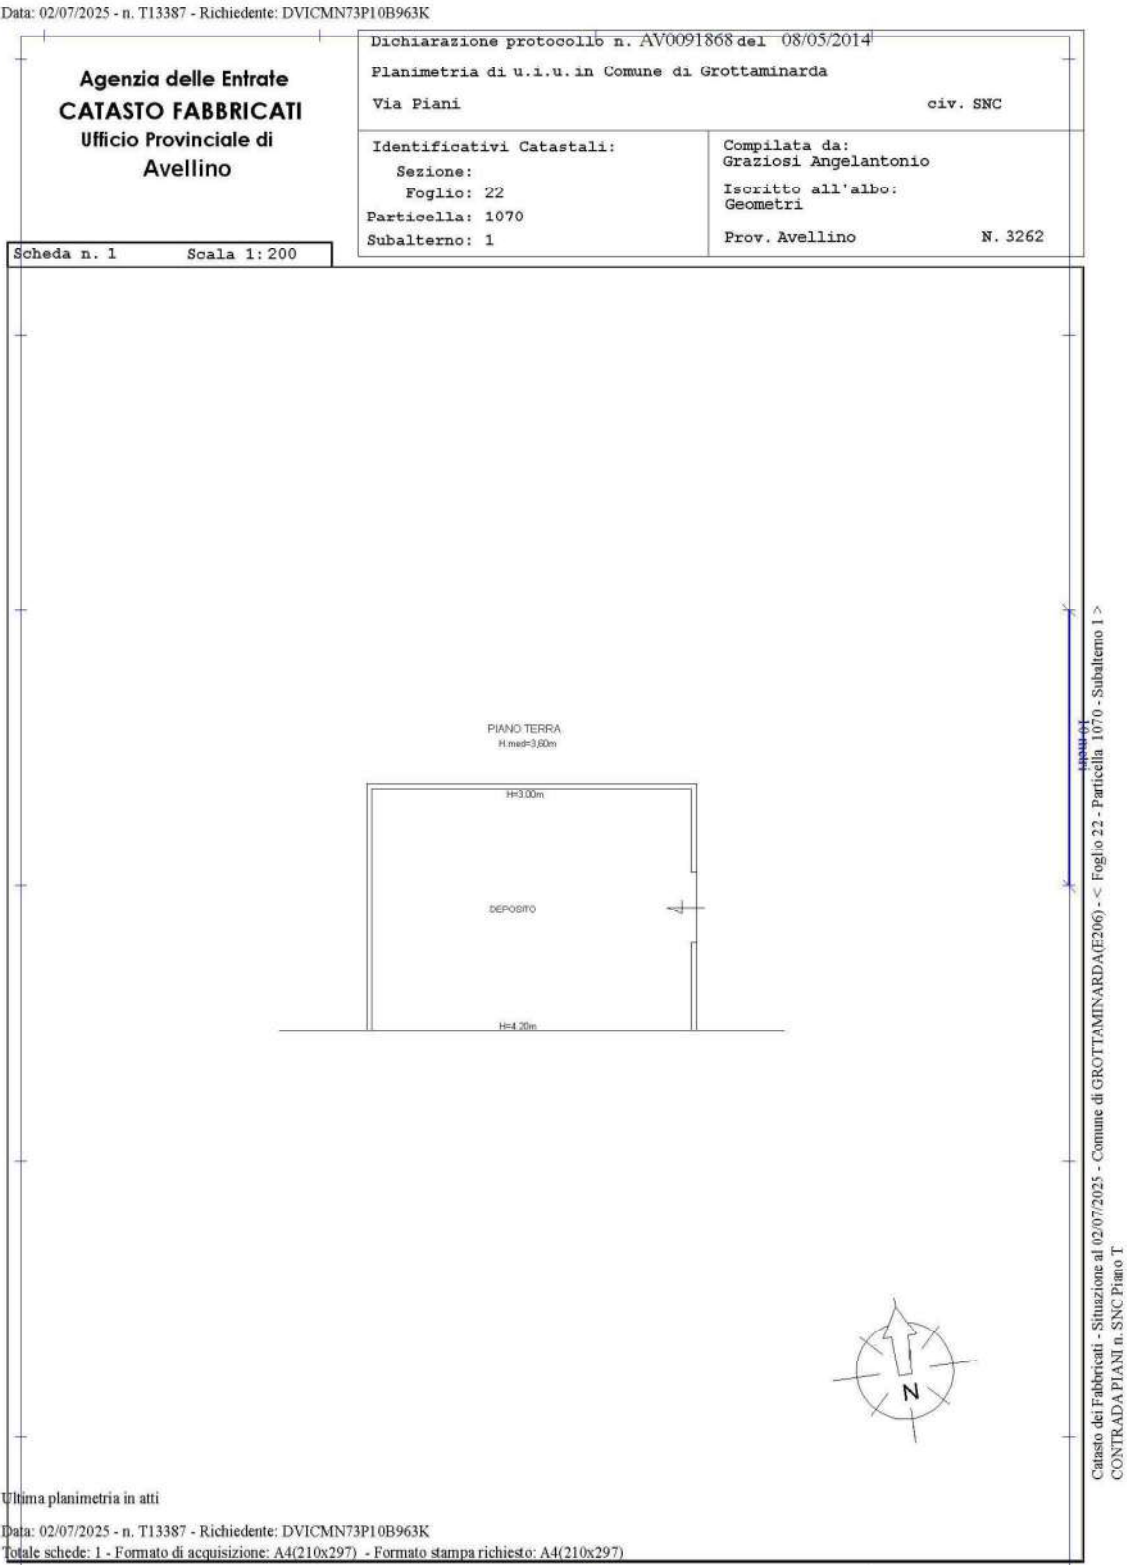 Data: 02/07/2025 - n. T13387 - Richiedente: DVICMN73P10B963K
Agenzia delle Entrate
CATASTO FABBRICATI
Ufficio Provinciale di
Avellino
Dichiarazione protocollo n. AV0091868 del 08/05/2014
Planimetria di u.i.u. in Comune di Grottaminarda
Via Piani civ. SNC
Identificativi Catastali:
Sezione:
Foglio: 22
Particella: 1070
Subalterno: 1
Compilata da:
Graziosi Angelantonio
Iscritto all'albo:
Geometri
Prov. Avellino N. 3262
Scheda n. 1 Scala 1:200
PIANO TERRA
H.med=3,60m
H=3.00m
DEPOSITO
H=4.20m
N
10 metri
Catasto dei Fabbricati - Situazione al 02/07/2025 - Comune di GROTTAMINARDA(E206) - < Foglio 22 - Particella 1070 - Subalterno 1 >
CONTRADA PIANI n. SNC Piano T
Ultima planimetria in atti
Data: 02/07/2025 - n. T13387 - Richiedente: DVICMN73P10B963K
Totale schede: 1 - Formato di acquisizione: A4(210x297) - Formato stampa richiesto: A4(210x297)